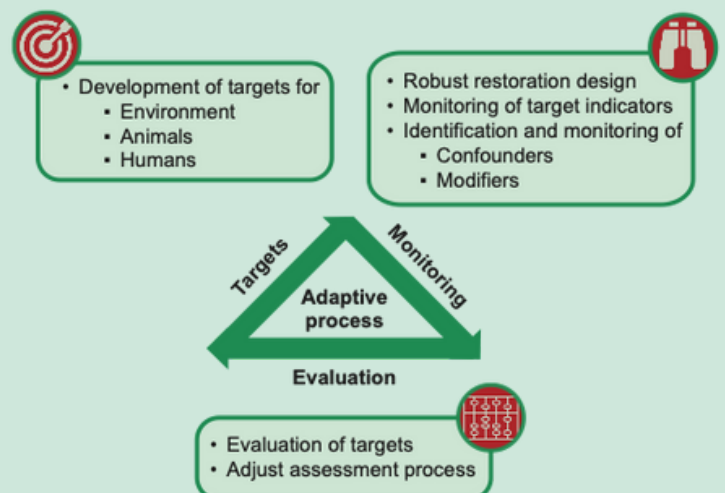 • Development of targets for
▪ Environment
▪ Animals
▪ Humans
• Robust restoration design
• Monitoring of target indicators
• Identification and monitoring of
▪ Confounders
▪ Modifiers
Targets
Monitoring
Adaptive
process
Evaluation
• Evaluation of targets
• Adjust assessment process